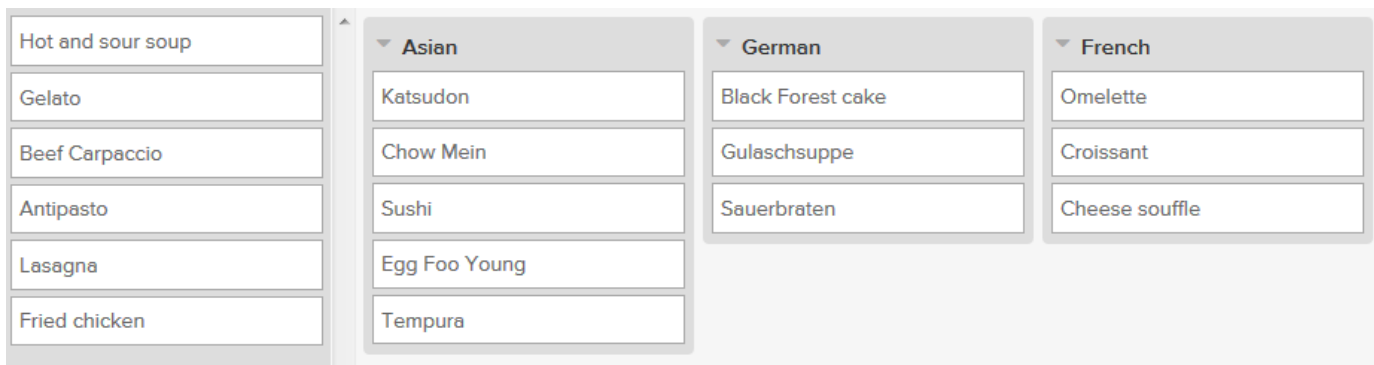 Hot and sour soup
Gelato
Beef Carpaccio
Antipasto
Lasagna
Fried chicken
Asian
Katsudon
Chow Mein
Sushi
Egg Foo Young
Tempura
German
Black Forest cake
Gulaschsuppe
Sauerbraten
French
Omelette
Croissant
Cheese souffle